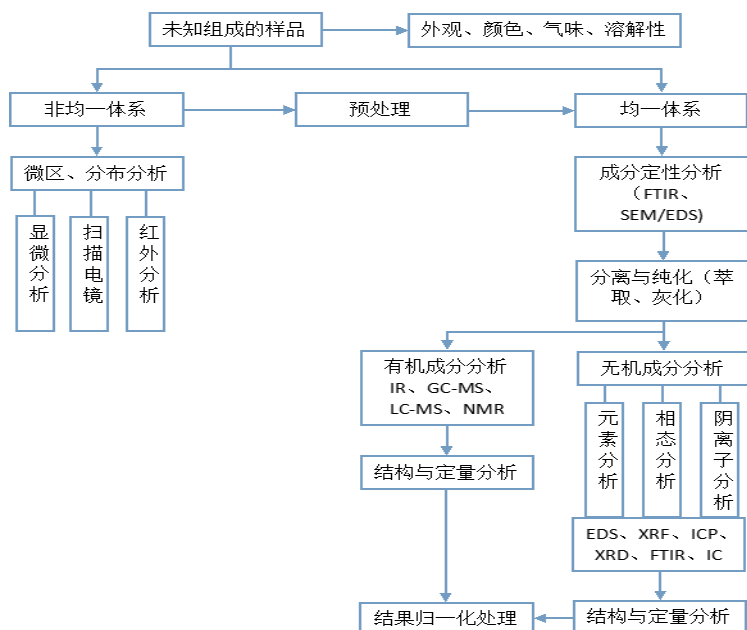 未知组成的样品
外观、颜色、气味、溶解性
非均一体系
预处理
均一体系
微区、分布分析
显微分析
扫描电镜
红外分析
成分定性分析
（FTIR、
SEM/EDS)
分离与纯化（萃
取、灰化）
有机成分分析
IR、GC-MS、
LC-MS、NMR
无机成分分析
元素分析
相态分析
阴离子分析
结构与定量分析
EDS、XRF、ICP、
XRD、FTIR、IC
结果归一化处理
结构与定量分析